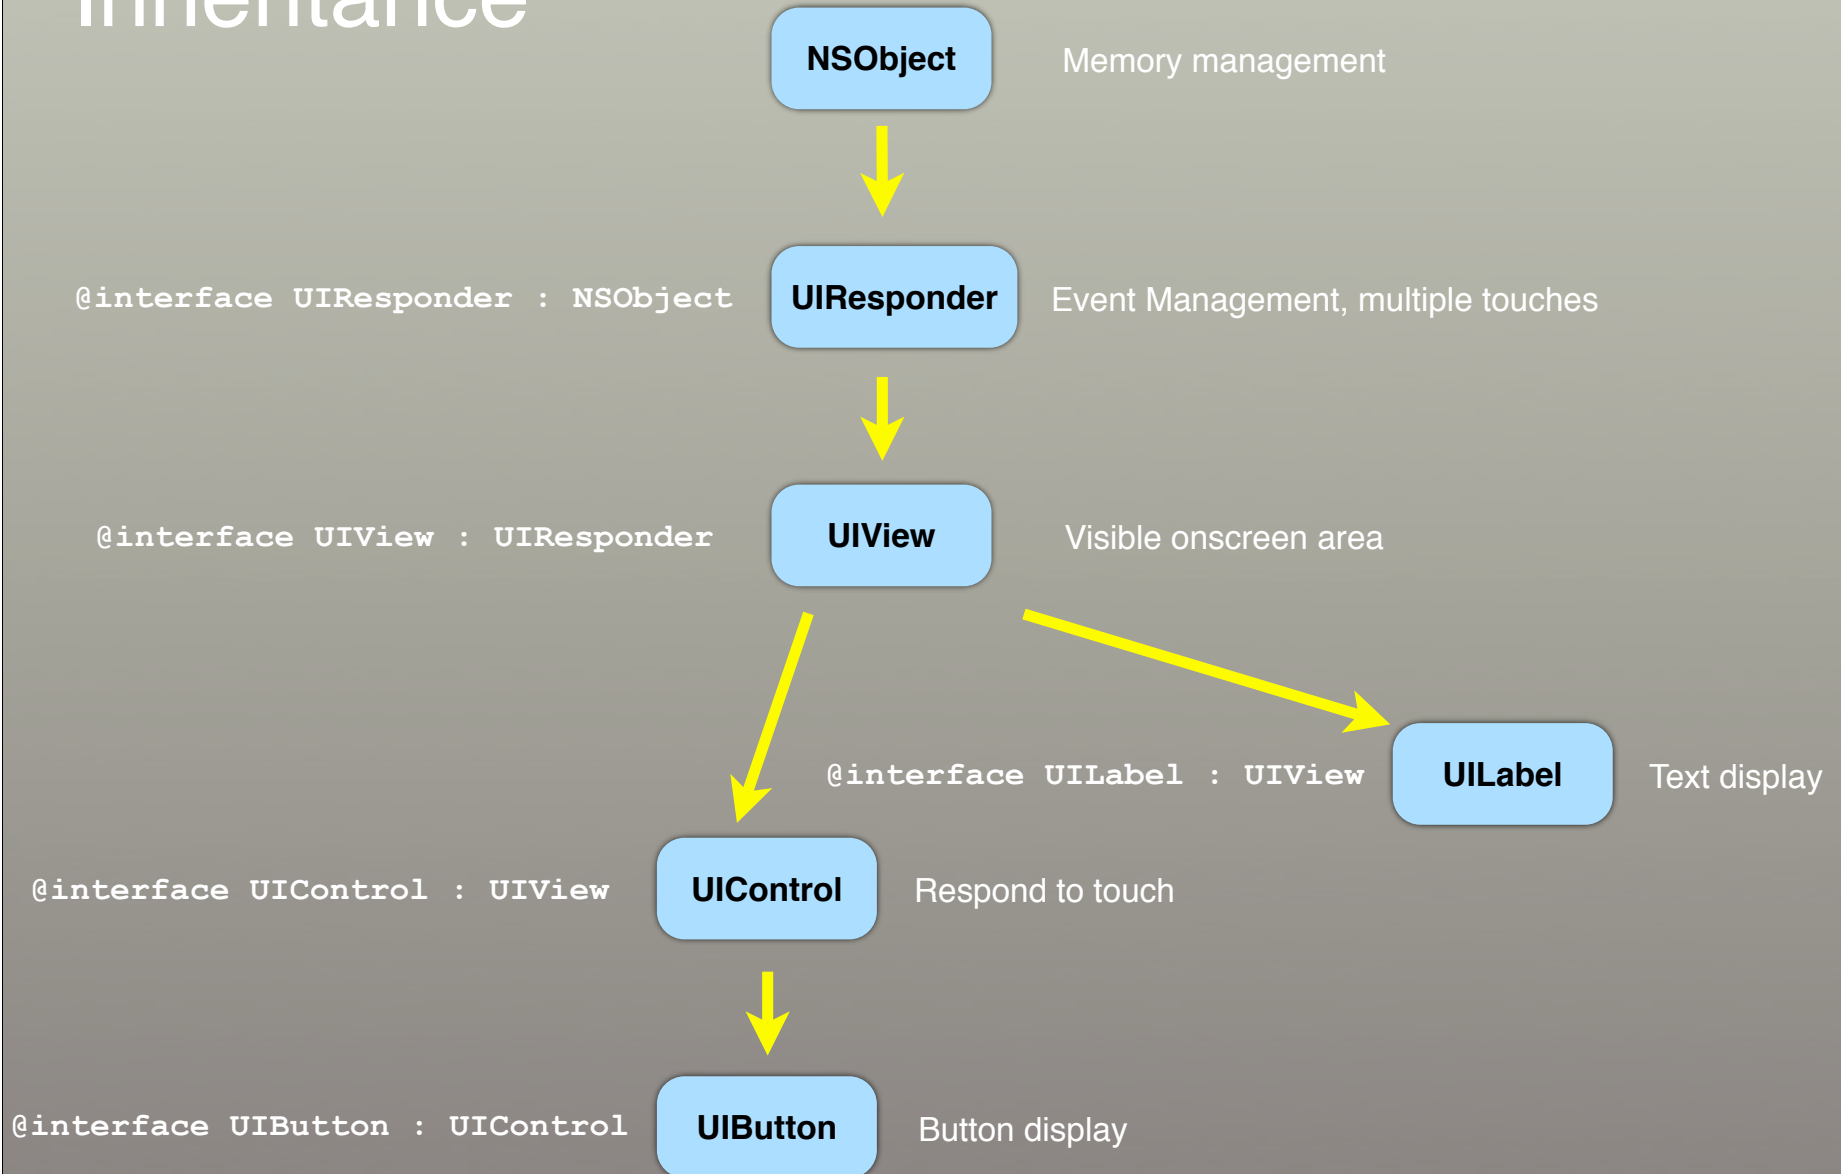 Inheritance
NSObject
Memory management
@interface UIResponder : NSObject
UIResponder
Event Management, multiple touches
@interface UIView : UIResponder
UIView
Visible onscreen area
@interface UILabel : UIView
UILabel
Text display
@interface UIControl : UIView
UIControl
Respond to touch
@interface UIButton : UIControl
UIButton
Button display